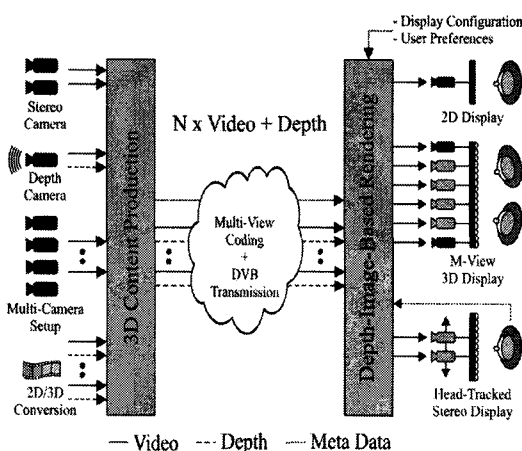 - Display Configuration
- User Preferences
Stereo
Camera
Depth
Camera
Multi-Camera
Setup
2D/3D
Conversion
3D Content Production
N x Video + Depth
Multi-View
Coding
+
DVB
Transmission
Depth-Image-Based Rendering
2D Display
M-View
3D Display
Head-Tracked
Stereo Display
Video
Depth
Meta Data